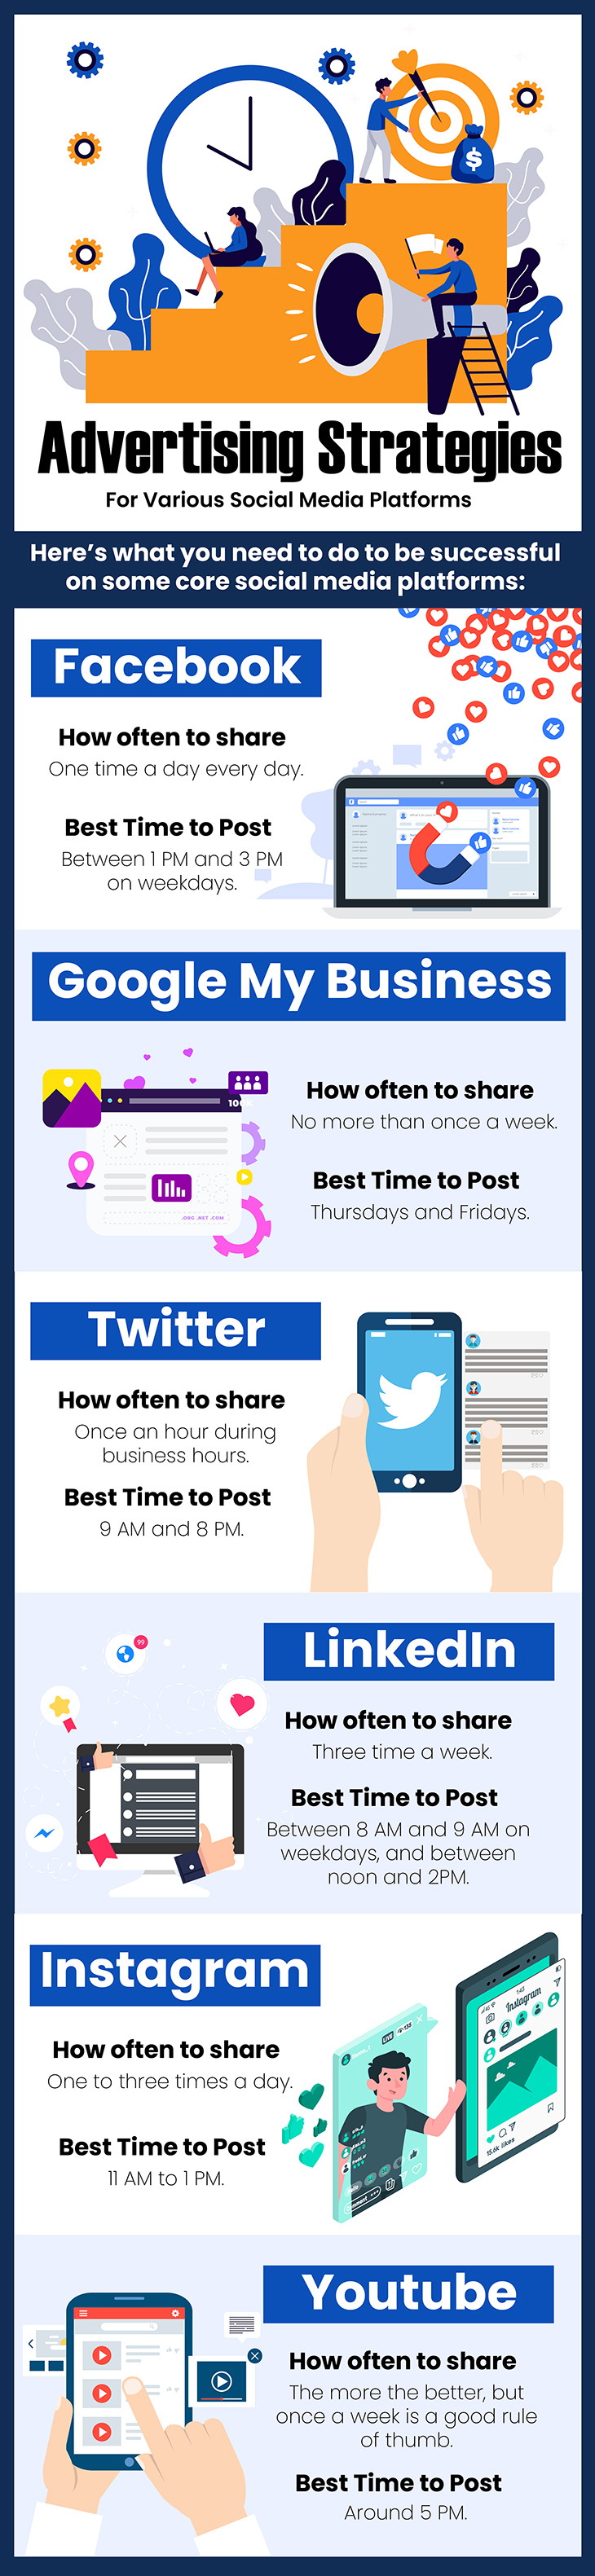 $
Advertising Strategies
For Various Social Media Platforms
Here's what you need to do to be successful
on some core social media platforms:
Facebook
How often to share
One time a day every day.
Best Time to Post
Between 1 PM and 3 PM
on weekdays.
Google My Business
100
.ORG .NET .COM
How often to share
No more than once a week.
Best Time to Post
Thursdays and Fridays.
Twitter
How often to share
Once an hour during
business hours.
Best Time to Post
9 AM and 8 PM.
99
LinkedIn
How often to share
Three time a week.
Best Time to Post
Between 8 AM and 9 AM on
weekdays, and between
noon and 2PM.
Instagram
How often to share
One to three times a day.
Best Time to Post
11 AM to 1 PM.
LIVE
Instagram
Youtube
How often to share
The more the better, but
once a week is a good rule
of thumb.
Best Time to Post
Around 5 PM.